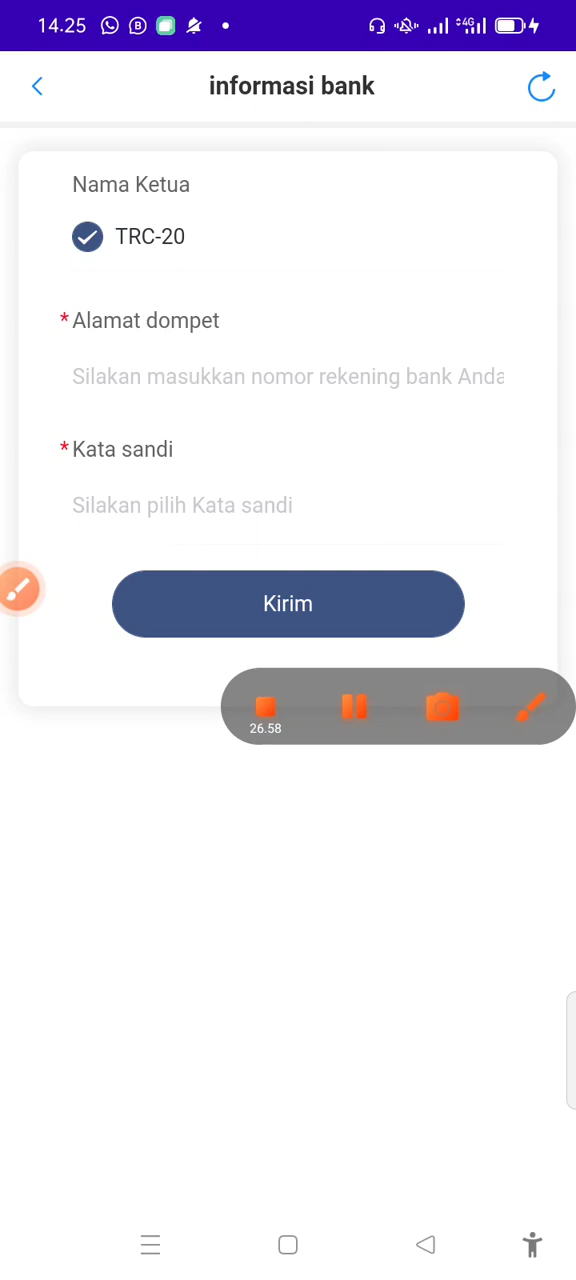 14.25
4G
informasi bank
Nama Ketua
TRC-20
*Alamat dompet
Silakan masukkan nomor rekening bank Anda
*Kata sandi
Silakan pilih Kata sandi
Kirim
26.58